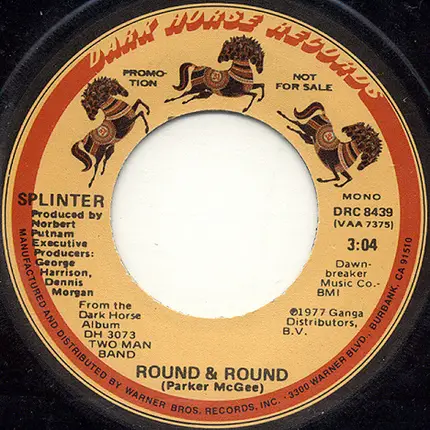 DARK HORSE RECORDS
PROMO-
TION
NOT
FOR SALE
SPLINTER
Produced by
Norbert
Putnam
Executive
Producers:
George
Harrison,
Dennis
Morgan
From the
Dark Horse
Album
DH 3073
TWO MAN
BAND
MONO
DRC 8439
(VAA 7375)
3:04
Dawn-
breaker
Music Co.-
BMI
℗1977 Ganga
Distributors,
B.V.
ROUND & ROUND
(Parker McGee)
MANUFACTURED AND DISTRIBUTED BY WARNER BROS. RECORDS, INC. · 3300 WARNER BLVD., BURBANK, CA 91510